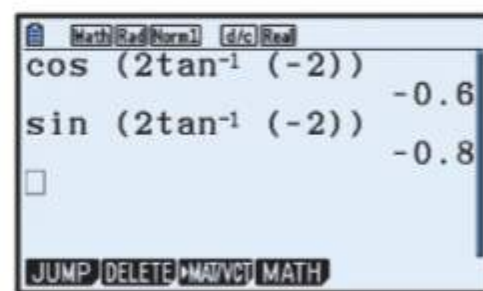 Math Rad Norm1 d/c Real
cos (2tan⁻¹ (-2))
-0.6
sin (2tan⁻¹ (-2))
-0.8
JUMP DELETE ▶MAT/VCT MATH